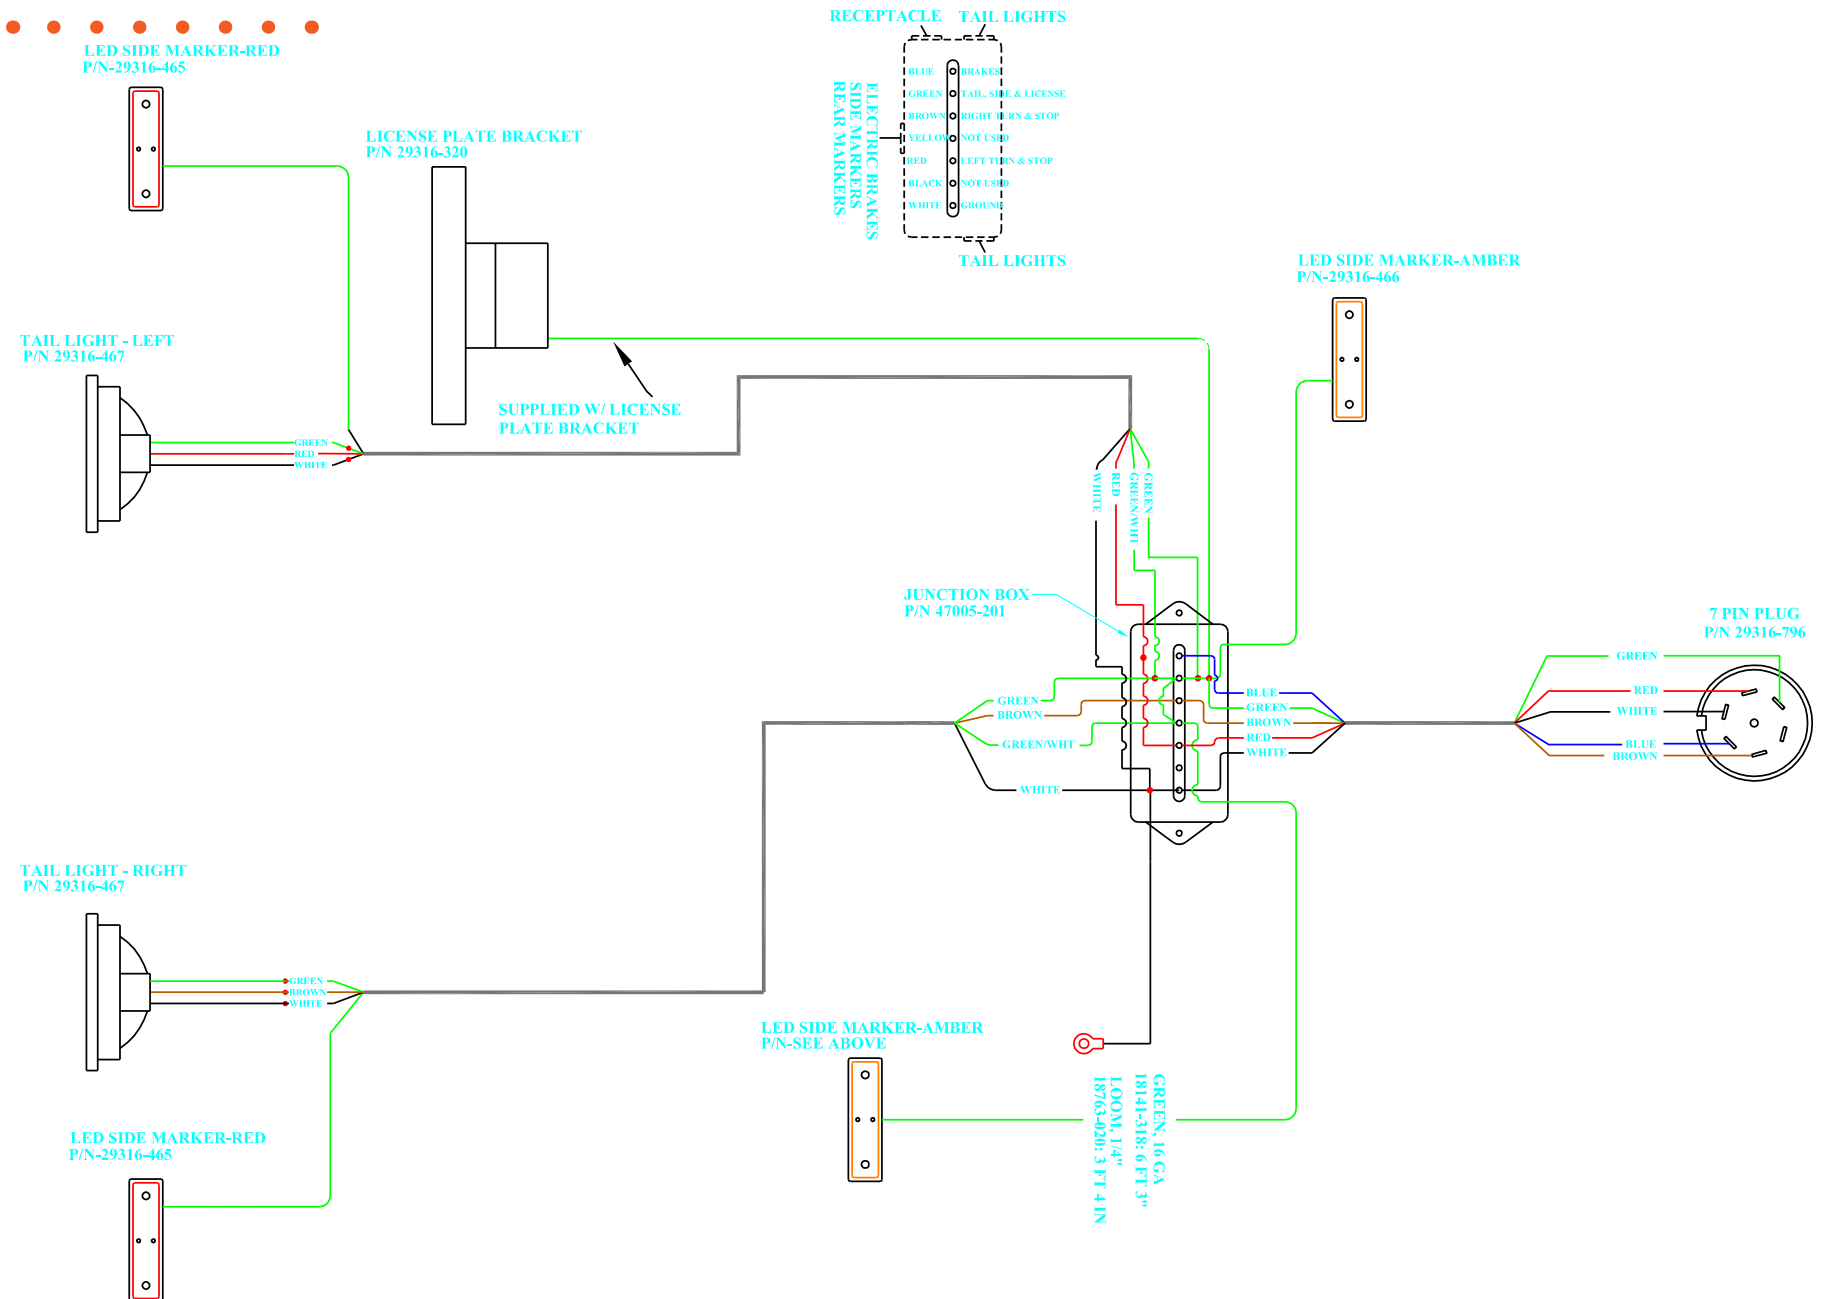 RECEPTACLE
TAIL LIGHTS
LED SIDE MARKER-RED
P/N-29316-465
BLUE
BRAKES
GREEN
TAIL, SIDE & LICENSE
BROWN
RIGHT TURN & STOP
YELLOW
NOT USED
RED
LEFT TURN & STOP
BLACK
NOT USED
WHITE
GROUND
ELECTRIC BRAKES
SIDE MARKERS
REAR MARKERS
TAIL LIGHTS
LICENSE PLATE BRACKET
P/N 29316-320
LED SIDE MARKER-AMBER
P/N-29316-466
TAIL LIGHT - LEFT
P/N 29316-467
SUPPLIED W/ LICENSE
PLATE BRACKET
GREEN
RED
WHITE
WHITE
RED
GREEN/WHT
GREEN
JUNCTION BOX
P/N 47005-201
7 PIN PLUG
P/N 29316-796
GREEN
RED
WHITE
BLUE
BROWN
BLUE
GREEN
BROWN
RED
WHITE
GREEN
BROWN
GREEN/WHT
WHITE
TAIL LIGHT - RIGHT
P/N 29316-467
GREEN
BROWN
WHITE
LED SIDE MARKER-AMBER
P/N-SEE ABOVE
GREEN, 16 GA
18141-318: 6 FT 3"
LOOM, 1/4"
18763-020: 3 FT 4 IN
LED SIDE MARKER-RED
P/N-29316-465